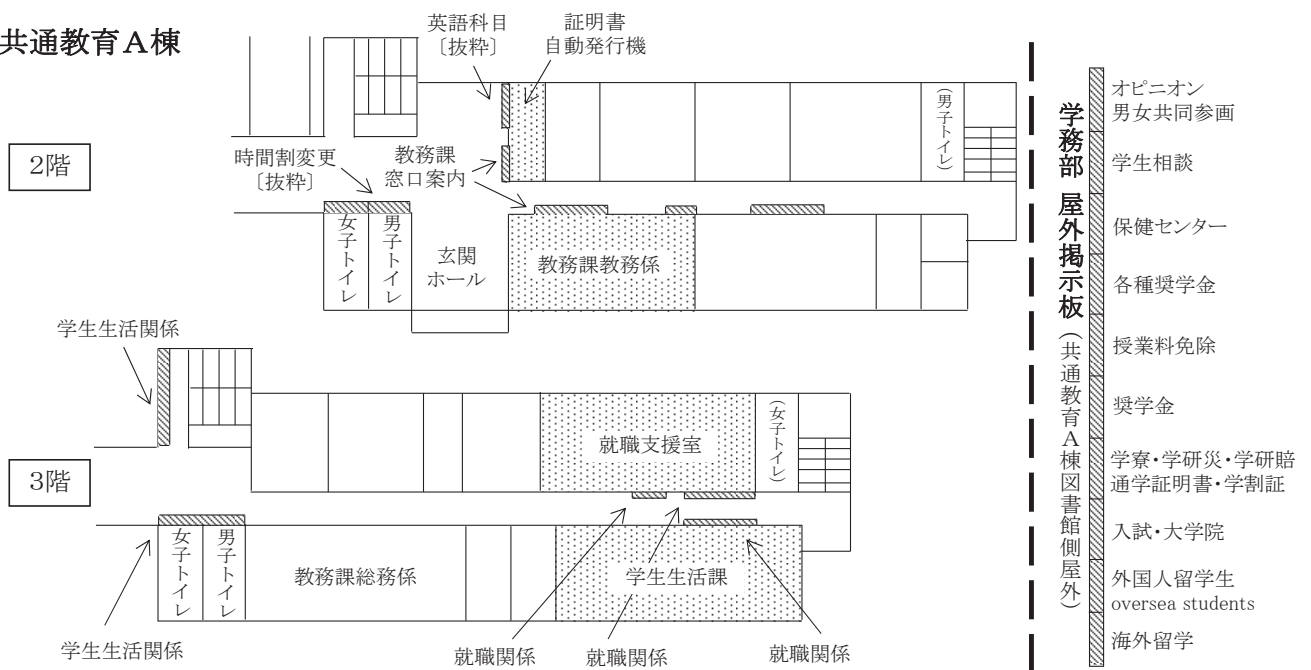 共通教育A棟
英語科目
〔抜粋〕
証明書
自動発行機
2階
時間割変更
〔抜粋〕
教務課
窓口案内
(男子トイレ)
女子トイレ
男子トイレ
玄関
ホール
教務課教務係
学生生活関係
3階
就職支援室
(女子トイレ)
女子トイレ
男子トイレ
教務課総務係
学生生活課
学生生活関係
就職関係
就職関係
就職関係
学務部 屋外掲示板(共通教育A棟図書館側屋外)
オピニオン
男女共同参画
学生相談
保健センター
各種奨学金
授業料免除
奨学金
学寮・学研災・学研賠
通学証明書・学割証
入試・大学院
外国人留学生
oversea students
海外留学